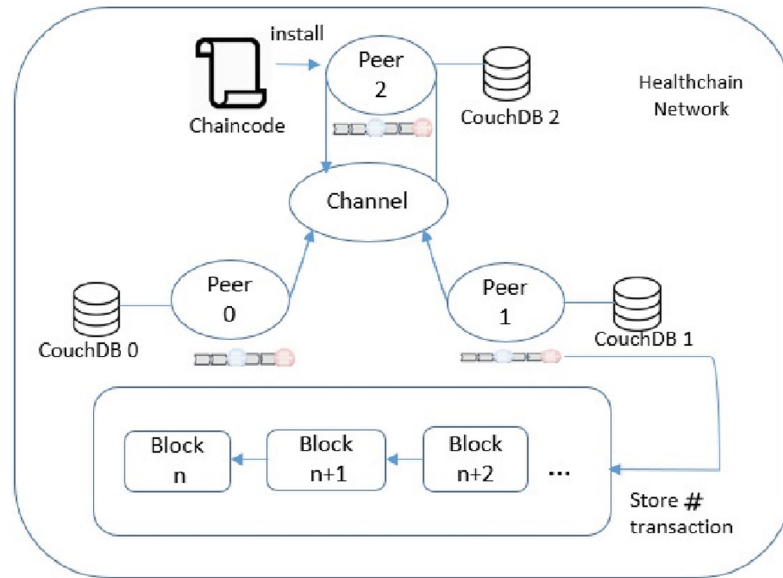 install
Peer
2
Chaincode
CouchDB 2
Healthchain
Network
Channel
Peer
0
CouchDB 0
Peer
1
CouchDB 1
Block
n
Block
n+1
Block
n+2
...
Store #
transaction